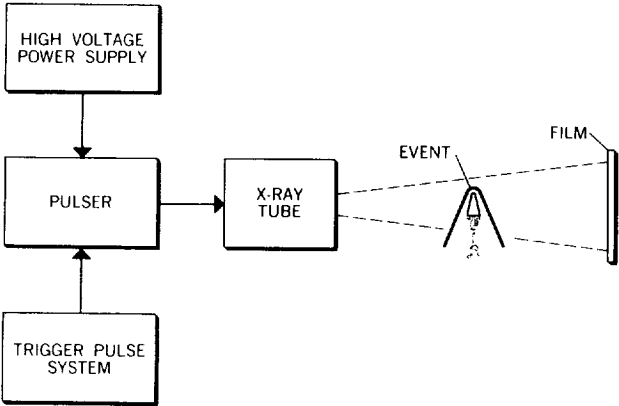 HIGH VOLTAGE
POWER SUPPLY
PULSER
X-RAY
TUBE
EVENT
FILM
TRIGGER PULSE
SYSTEM